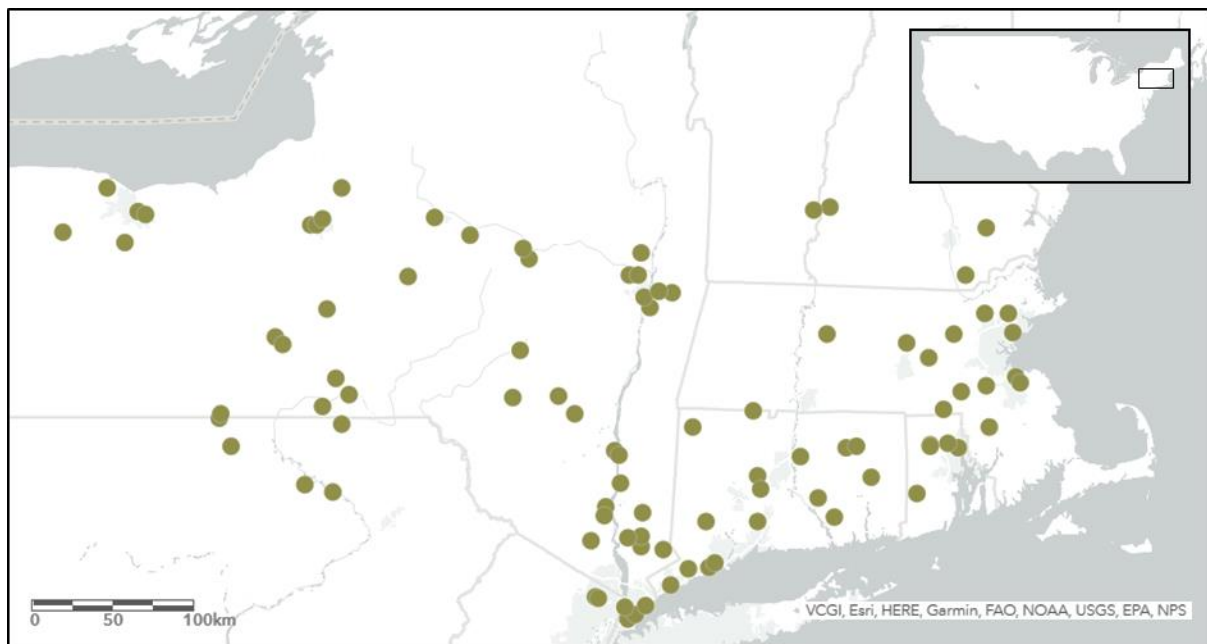 0 50 100km
VCGI, Esri, HERE, Garmin, FAO, NOAA, USGS, EPA, NPS